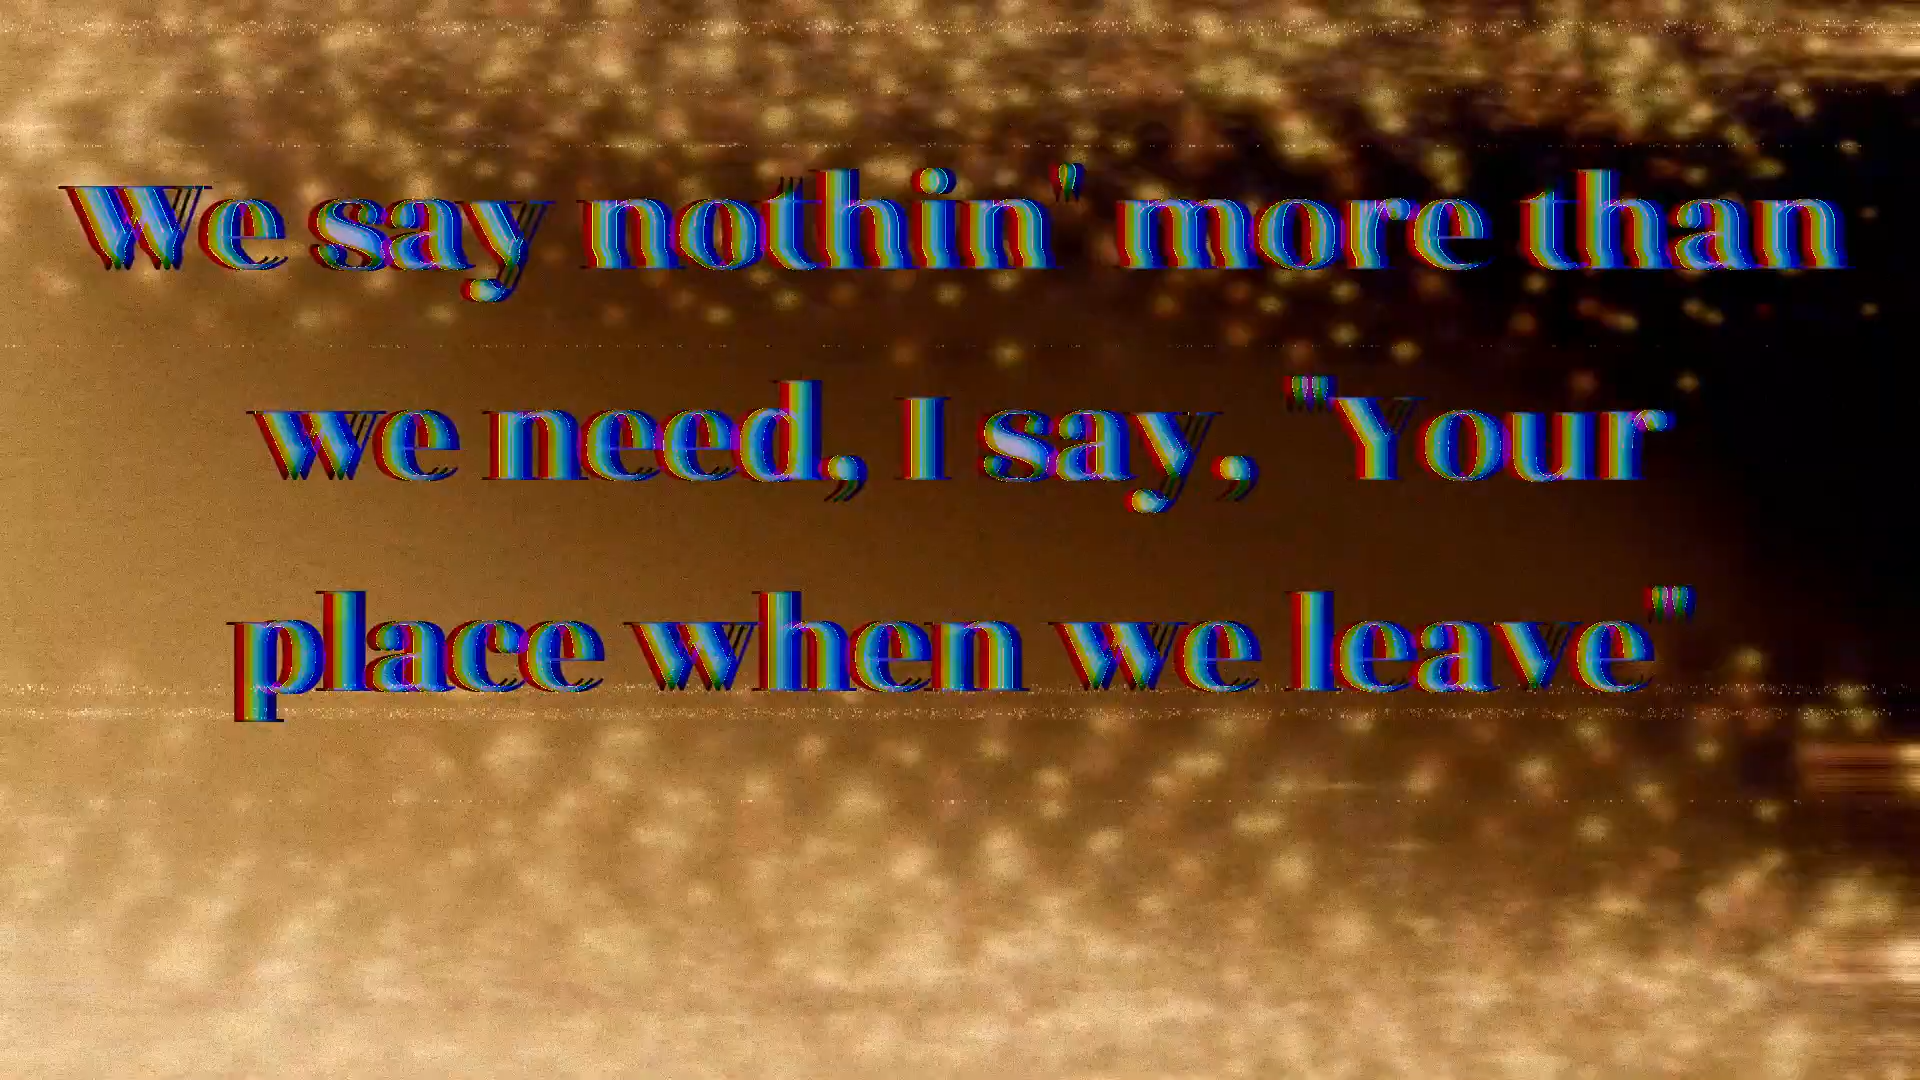 We say nothin' more than
we need, I say, "Your
place when we leave"